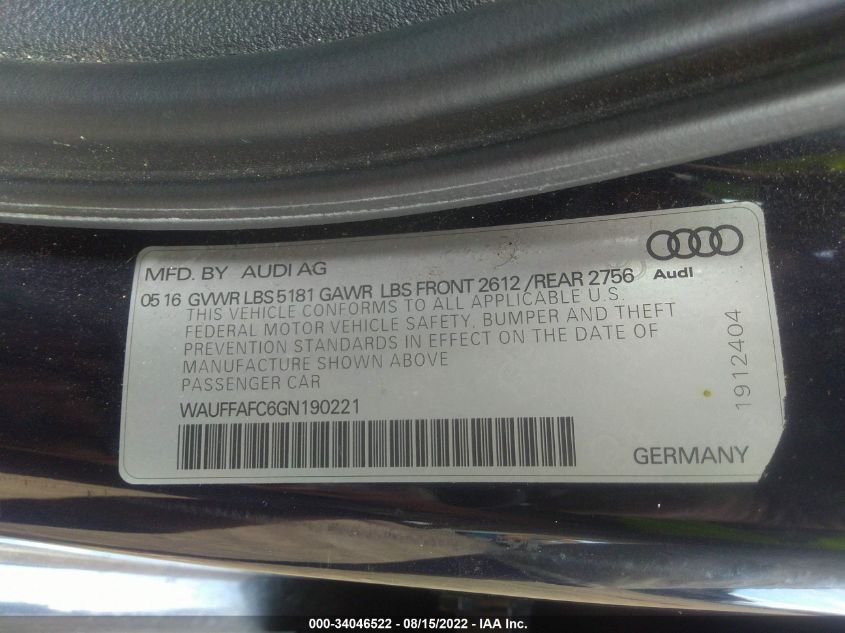 MFD. BY AUDI AG
Audi
05 16 GVWR LBS 5181 GAWR LBS FRONT 2612 /REAR 2756
THIS VEHICLE CONFORMS TO ALL APPLICABLE U.S.
FEDERAL MOTOR VEHICLE SAFETY, BUMPER AND THEFT
PREVENTION STANDARDS IN EFFECT ON THE DATE OF
MANUFACTURE SHOWN ABOVE
PASSENGER CAR
WAUFFAFC6GN190221
GERMANY
1912404
000-34046522 - 08/15/2022 - IAA Inc.